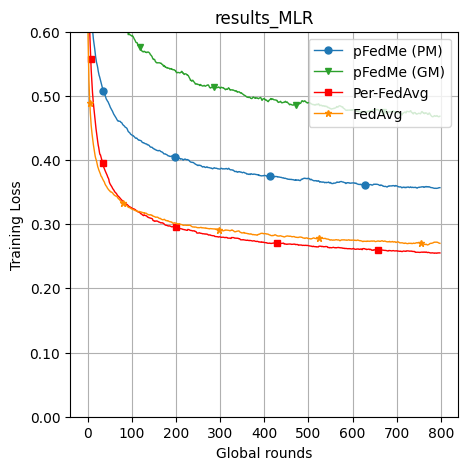 results_MLR
0.60
0.50
0.40
0.30
0.20
0.10
0.00
Training Loss
pFedMe (PM)
pFedMe (GM)
Per-FedAvg
FedAvg
0 100 200 300 400 500 600 700 800
Global rounds